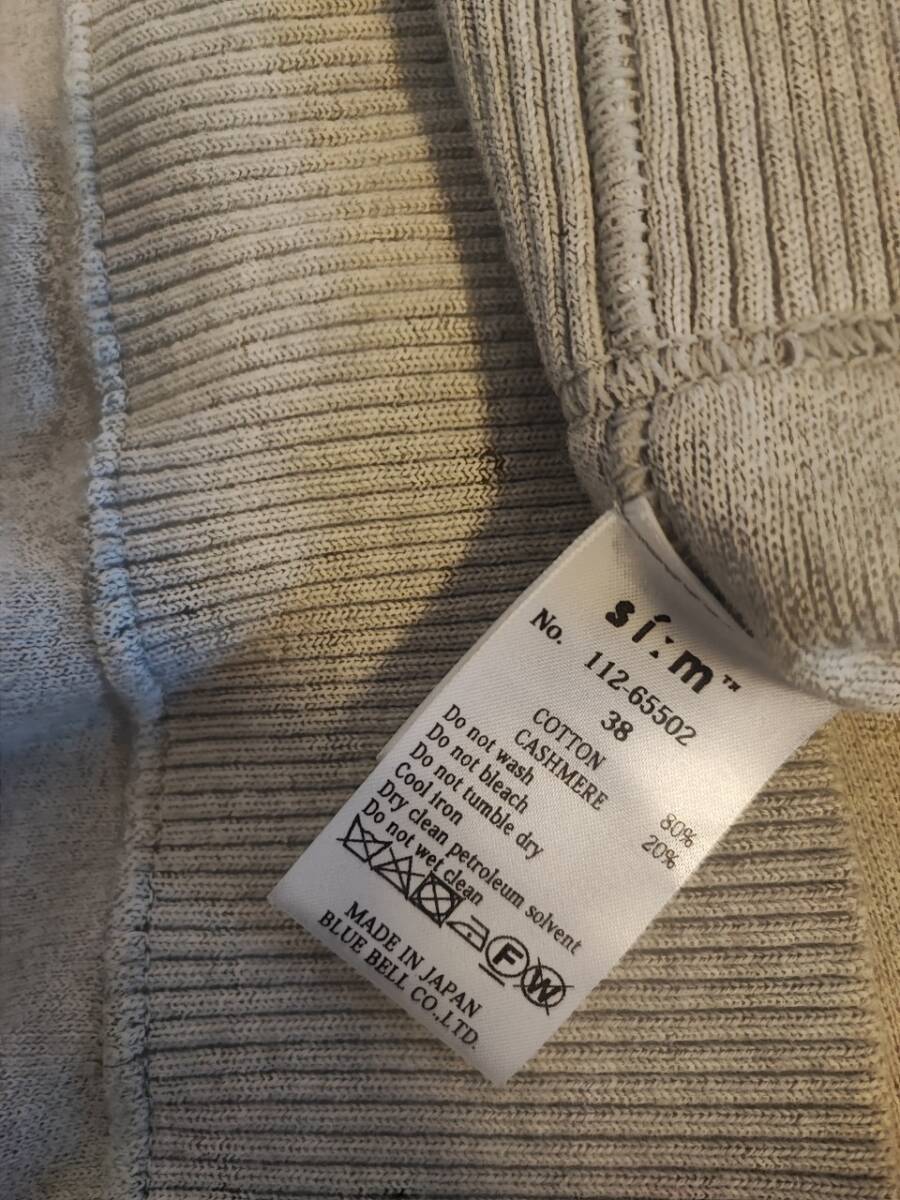 si:m™
No. 112-65502
38
COTTON 80%
CASHMERE 20%
Do not wash
Do not bleach
Do not tumble dry
Cool iron
Dry clean petroleum solvent
Do not wet clean
F W
MADE IN JAPAN
BLUE BELL CO.,LTD.